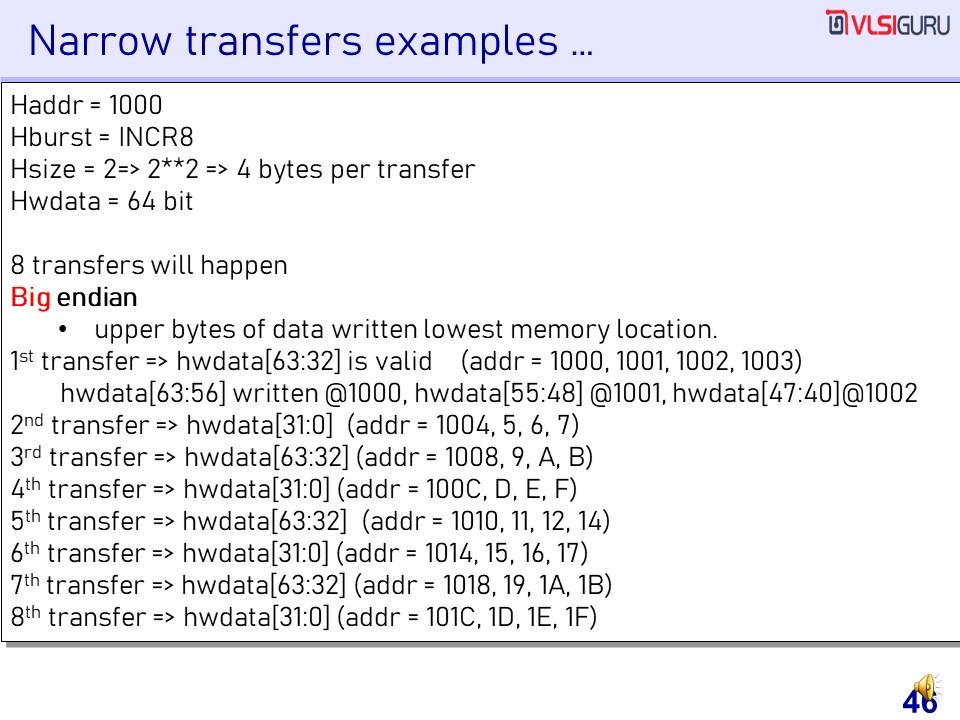 Narrow transfers examples ...
VLSIGURU
Haddr = 1000
Hburst = INCR8
Hsize = 2=> 2**2 => 4 bytes per transfer
Hwdata = 64 bit
8 transfers will happen
Big endian
• upper bytes of data written lowest memory location.
1st transfer => hwdata[63:32] is valid (addr = 1000, 1001, 1002, 1003)
hwdata[63:56] written @1000, hwdata[55:48] @1001, hwdata[47:40]@1002
2nd transfer => hwdata[31:0] (addr = 1004, 5, 6, 7)
3rd transfer => hwdata[63:32] (addr = 1008, 9, A, B)
4th transfer => hwdata[31:0] (addr = 100C, D, E, F)
5th transfer => hwdata[63:32] (addr = 1010, 11, 12, 14)
6th transfer => hwdata[31:0] (addr = 1014, 15, 16, 17)
7th transfer => hwdata[63:32] (addr = 1018, 19, 1A, 1B)
8th transfer => hwdata[31:0] (addr = 101C, 1D, 1E, 1F)
46